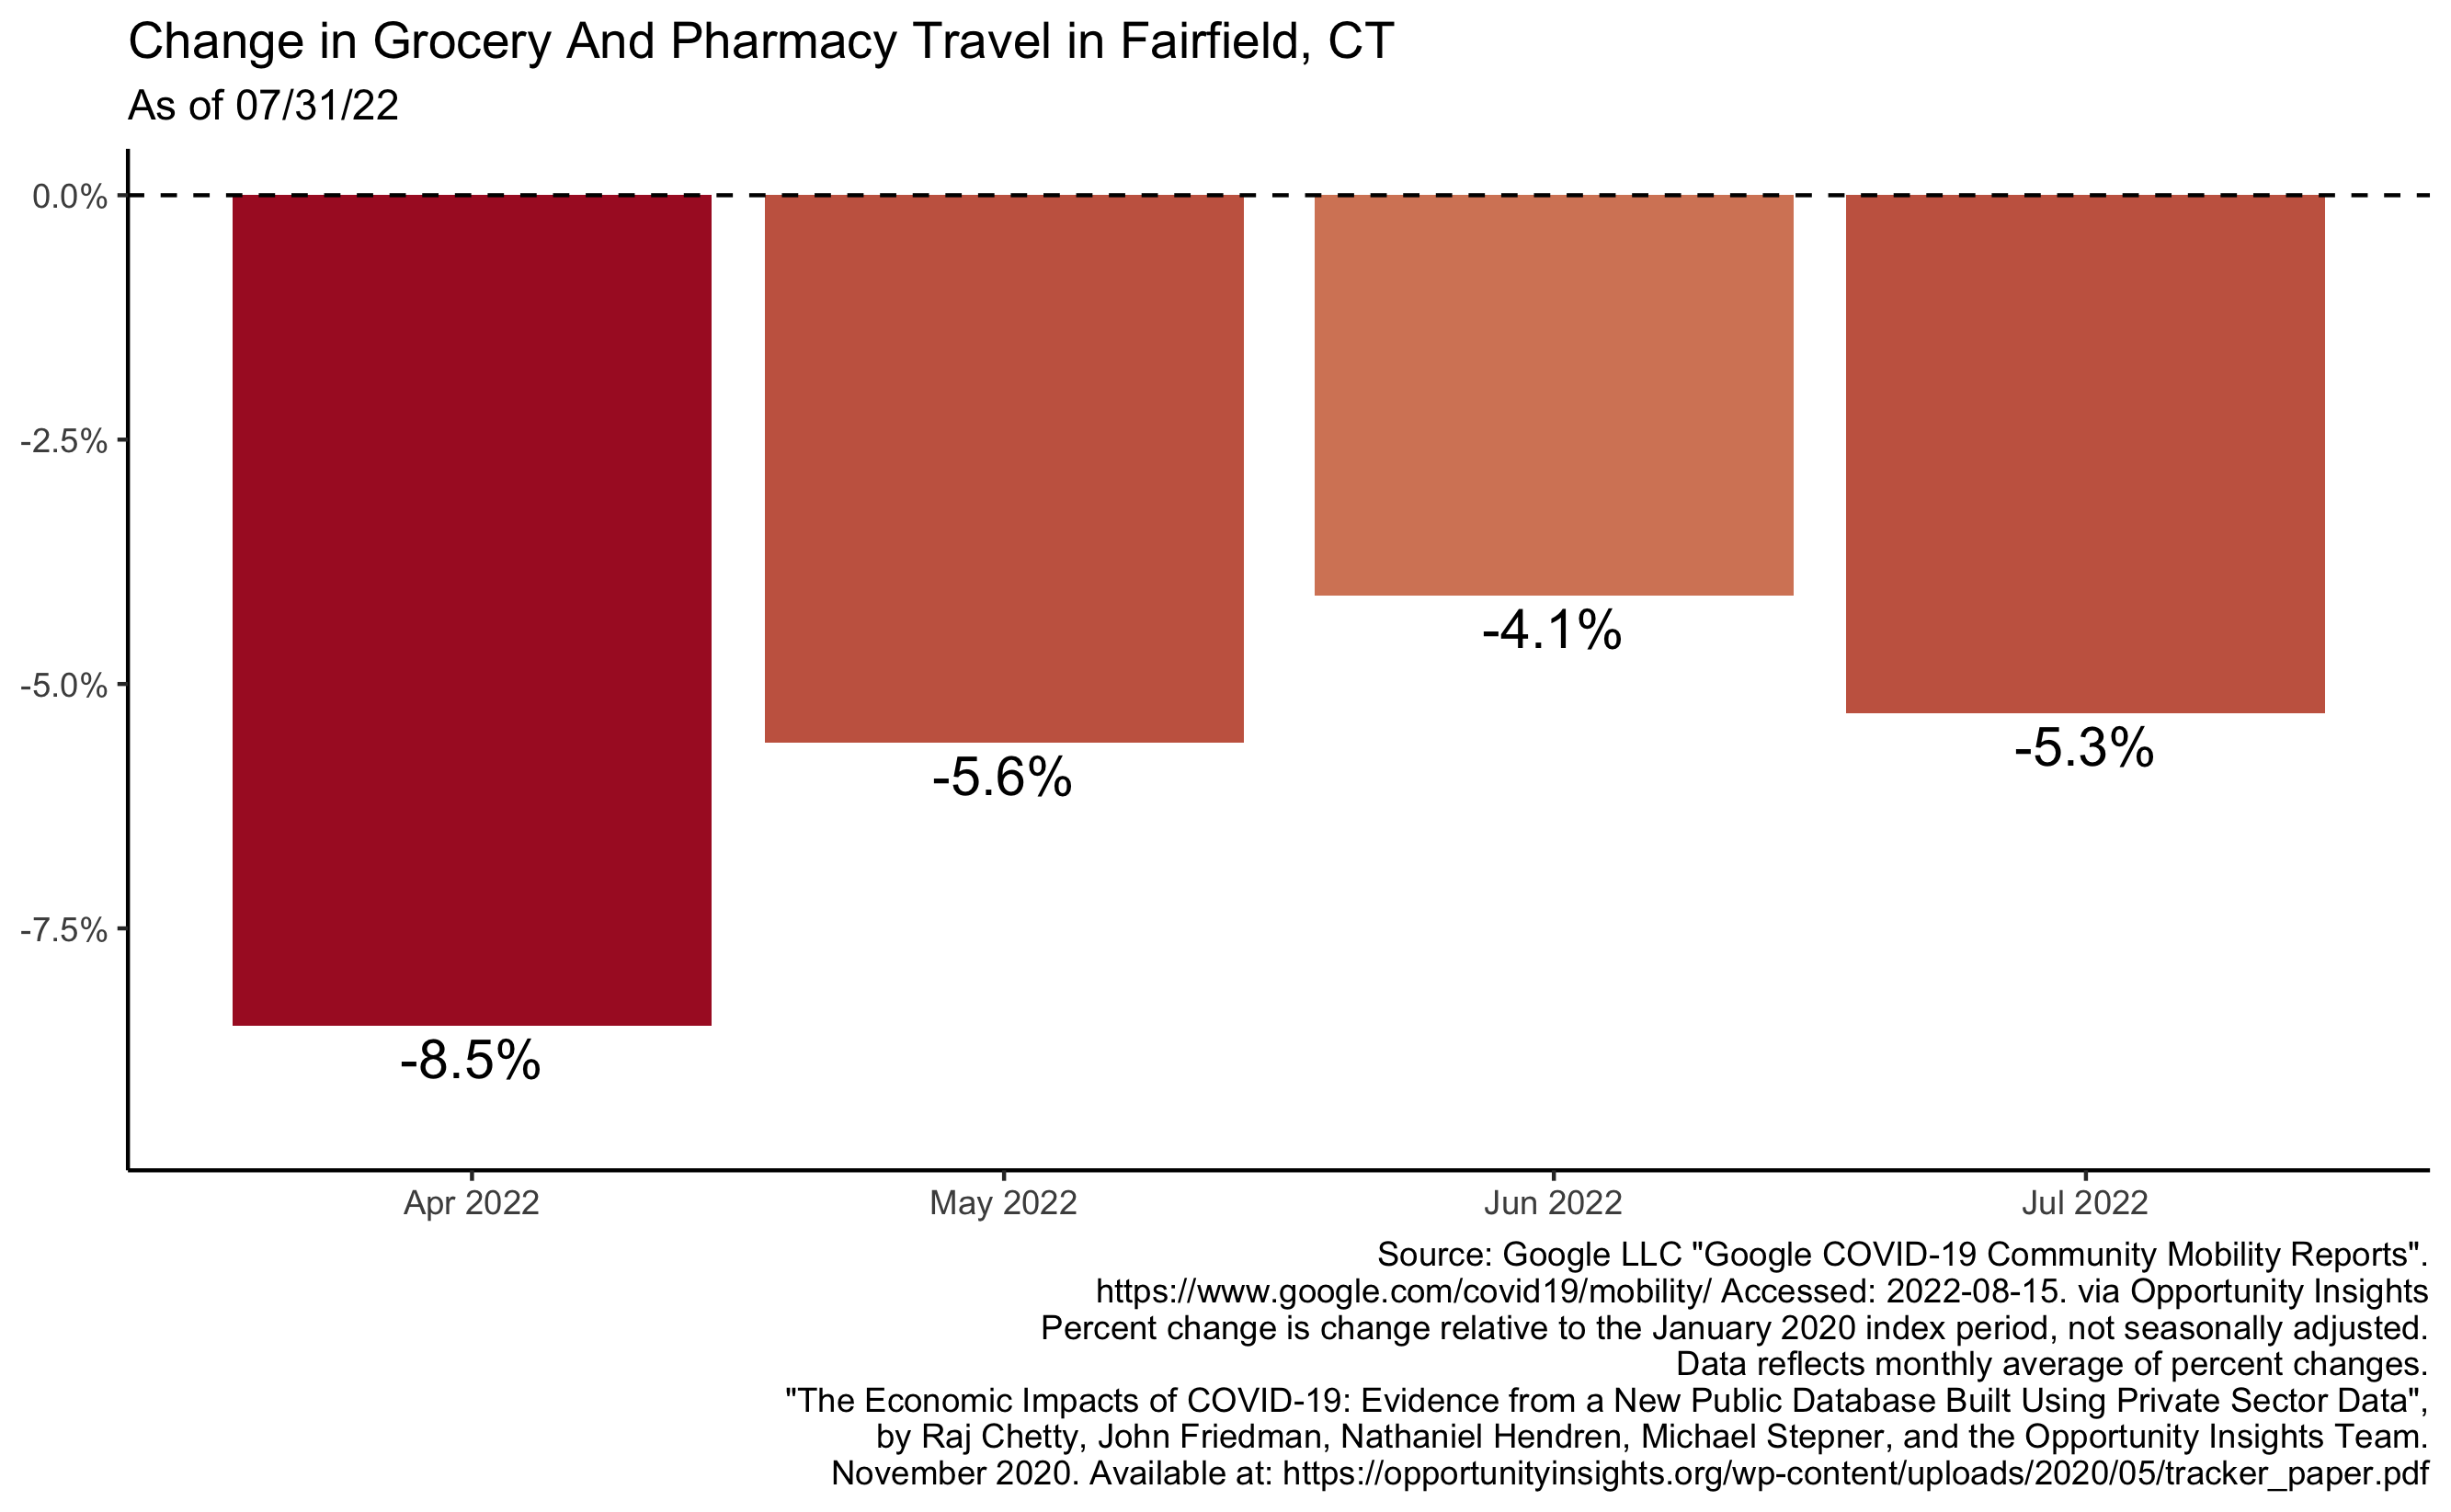 Change in Grocery And Pharmacy Travel in Fairfield, CT
As of 07/31/22
0.0%
-2.5%
-5.0%
-7.5%
-8.5%
-5.6%
-4.1%
-5.3%
Apr 2022
May 2022
Jun 2022
Jul 2022
Source: Google LLC "Google COVID-19 Community Mobility Reports".
https://www.google.com/covid19/mobility/ Accessed: 2022-08-15. via Opportunity Insights
Percent change is change relative to the January 2020 index period, not seasonally adjusted.
Data reflects monthly average of percent changes.
"The Economic Impacts of COVID-19: Evidence from a New Public Database Built Using Private Sector Data",
by Raj Chetty, John Friedman, Nathaniel Hendren, Michael Stepner, and the Opportunity Insights Team.
November 2020. Available at: https://opportunityinsights.org/wp-content/uploads/2020/05/tracker_paper.pdf